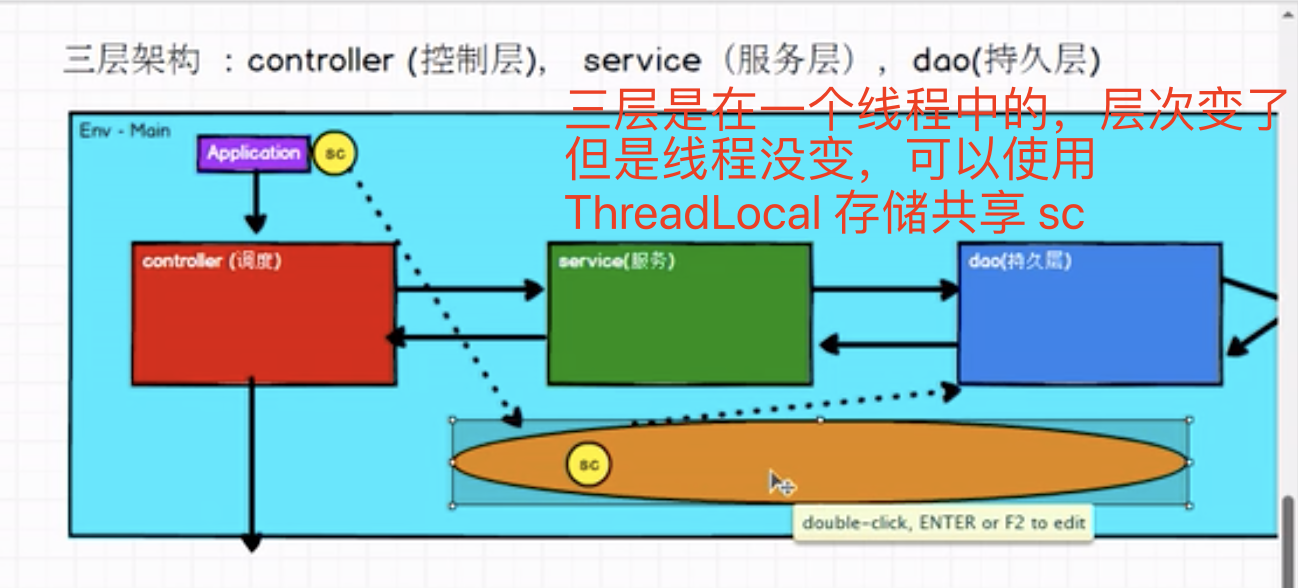 三层架构 ：controller (控制层), service（服务层）, dao(持久层)
三层是在一个线程中的，层次变了
但是线程没变，可以使用
ThreadLocal 存储共享 sc
Env - Main
Application
sc
controller (调度)
service(服务)
dao(持久层)
sc
double-click, ENTER or F2 to edit